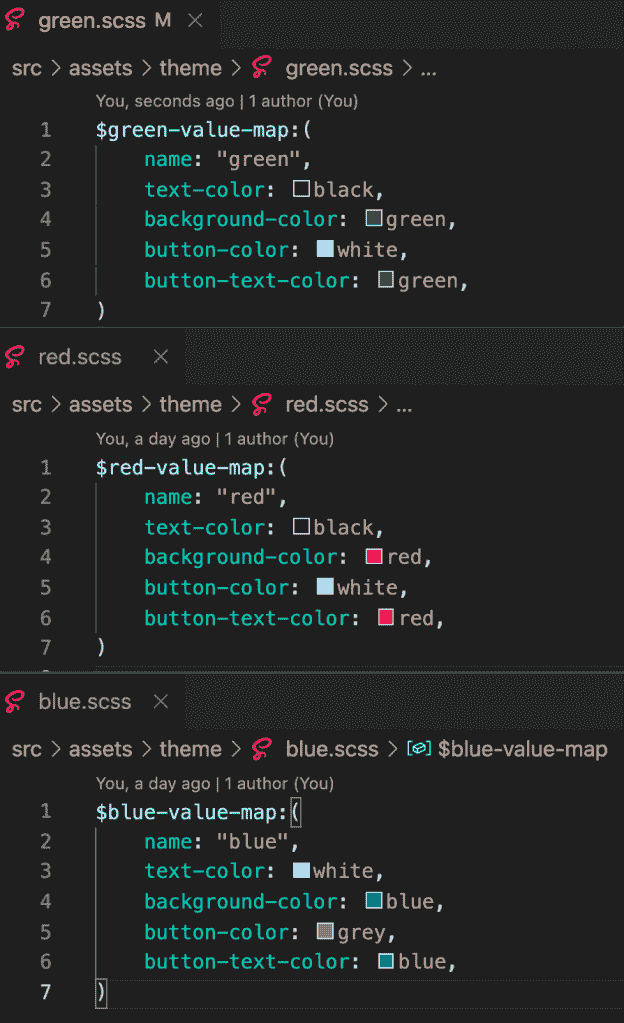 green.scss M ×
src > assets > theme > green.scss > ...
You, seconds ago | 1 author (You)
1 $green-value-map:(
2 name: "green",
3 text-color: black,
4 background-color: green,
5 button-color: white,
6 button-text-color: green,
7 )
red.scss ×
src > assets > theme > red.scss > ...
You, a day ago | 1 author (You)
1 $red-value-map:(
2 name: "red",
3 text-color: black,
4 background-color: red,
5 button-color: white,
6 button-text-color: red,
7 )
blue.scss ×
src > assets > theme > blue.scss > $blue-value-map
You, a day ago | 1 author (You)
1 $blue-value-map:(
2 name: "blue",
3 text-color: white,
4 background-color: blue,
5 button-color: grey,
6 button-text-color: blue,
7 )